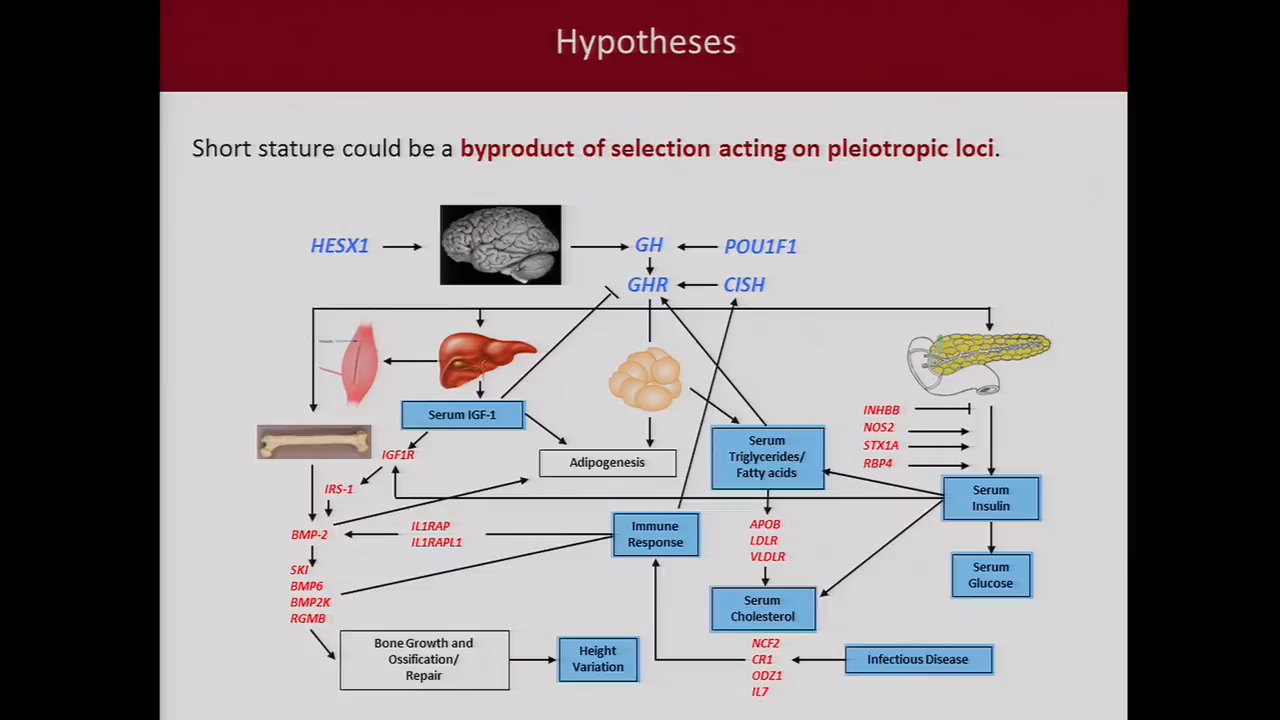 Hypotheses
Short stature could be a byproduct of selection acting on pleiotropic loci.
HESX1
GH
POU1F1
GHR
CISH
Serum IGF-1
IGF1R
Adipogenesis
Serum
Triglycerides/
Fatty acids
INHBB
NOS2
STX1A
RBP4
IRS-1
Serum
Insulin
BMP-2
IL1RAP
IL1RAPL1
Immune
Response
APOB
LDLR
VLDLR
SKI
BMP6
BMP2K
RGMB
Serum
Glucose
Serum
Cholesterol
Bone Growth and
Ossification/
Repair
Height
Variation
NCF2
CR1
ODZ1
IL7
Infectious Disease